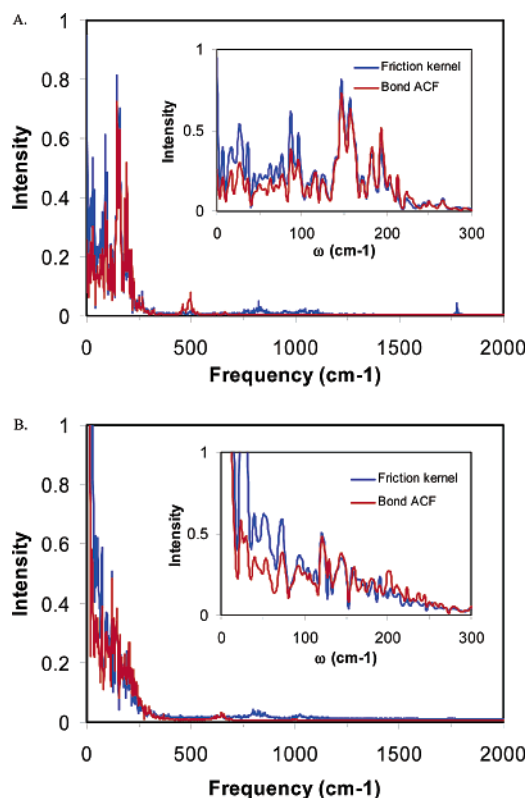 A.
1
0.8
0.6
0.4
0.2
0
Intensity
0 500 1000 1500 2000
Frequency (cm-1)
1
0.5
0
Intensity
Friction kernel
Bond ACF
0 100 200 300
ω (cm-1)
B.
1
0.8
0.6
0.4
0.2
0
Intensity
0 500 1000 1500 2000
Frequency (cm-1)
1
0.5
0
Intensity
Friction kernel
Bond ACF
0 100 200 300
ω (cm-1)